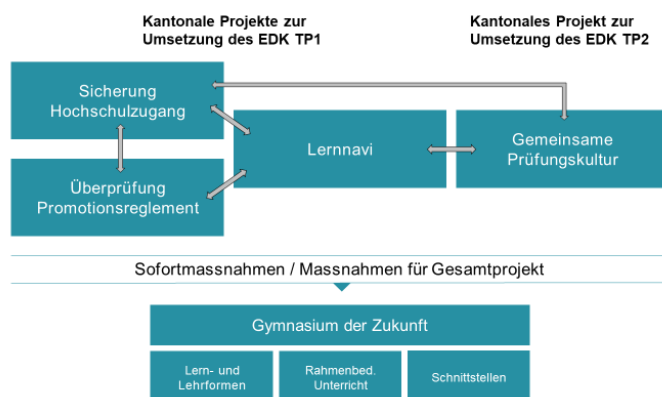 Kantonale Projekte zur
Umsetzung des EDK TP1
Kantonales Projekt zur
Umsetzung des EDK TP2
Sicherung
Hochschulzugang
Lernnavi
Gemeinsame
Prüfungskultur
Überprüfung
Promotionsreglement
Sofortmassnahmen / Massnahmen für Gesamtprojekt
Gymnasium der Zukunft
Lern- und
Lehrformen
Rahmenbed.
Unterricht
Schnittstellen